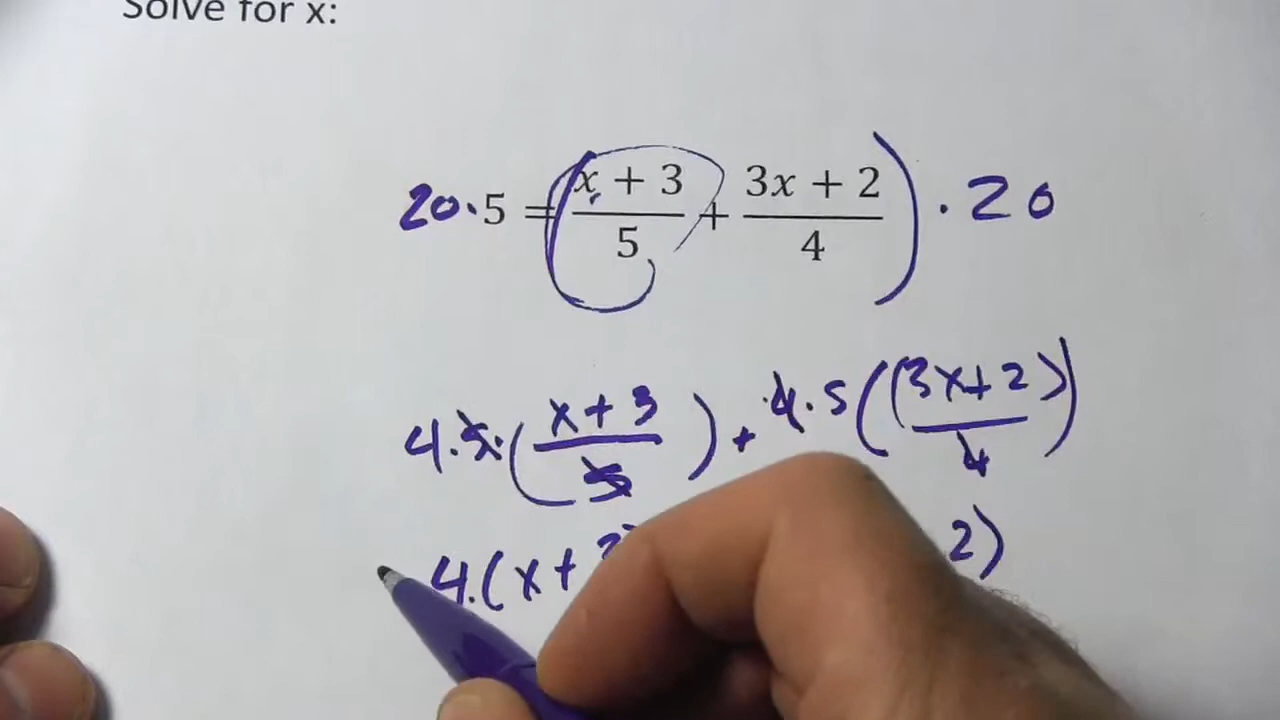 Solve for x:
20·5 = (x + 3 / 5 + 3x + 2 / 4) · 20
4·5·(x+3 / 5) + 4·5((3x+2) / 4)
4·(x+ 2)